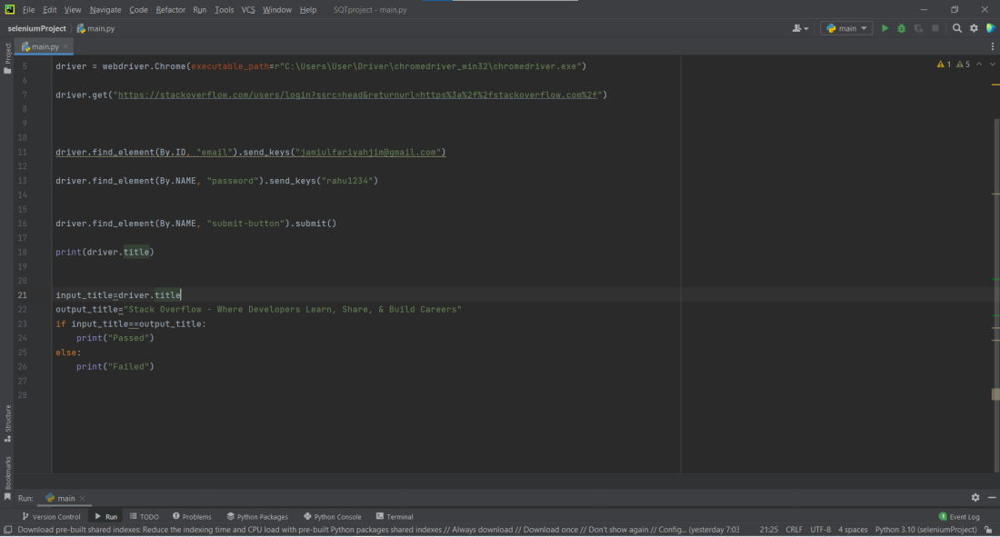 File Edit View Navigate Code Refactor Run Tools VCS Window Help SQTproject - main.py
seleniumProject main.py main
main.py
Project
5 driver = webdriver.Chrome(executable_path=r"C:\Users\User\Driver\chromedriver_win32\chromedriver.exe") 1 5
6
7 driver.get("https://stackoverflow.com/users/login?ssrc=head&returnurl=https%3a%2f%2fstackoverflow.com%2f")
8
9
10
11 driver.find_element(By.ID, "email").send_keys("jamiulfariyahjim@gmail.com")
12
13 driver.find_element(By.NAME, "password").send_keys("rahu1234")
14
15
16 driver.find_element(By.NAME, "submit-button").submit()
17
18 print(driver.title)
19
20
21 input_title=driver.title
22 output_title="Stack Overflow - Where Developers Learn, Share, & Build Careers"
23 if input_title==output_title:
24 print("Passed")
25 else:
26 print("Failed")
27
28
Structure
Bookmarks
Run: main
Version Control Run TODO Problems Python Packages Python Console Terminal 1 Event Log
Download pre-built shared indexes: Reduce the indexing time and CPU load with pre-built Python packages shared indexes // Always download // Download once // Don't show again // Config... (yesterday 7:03 21:25 CRLF UTF-8 4 spaces Python 3.10 (seleniumProject)